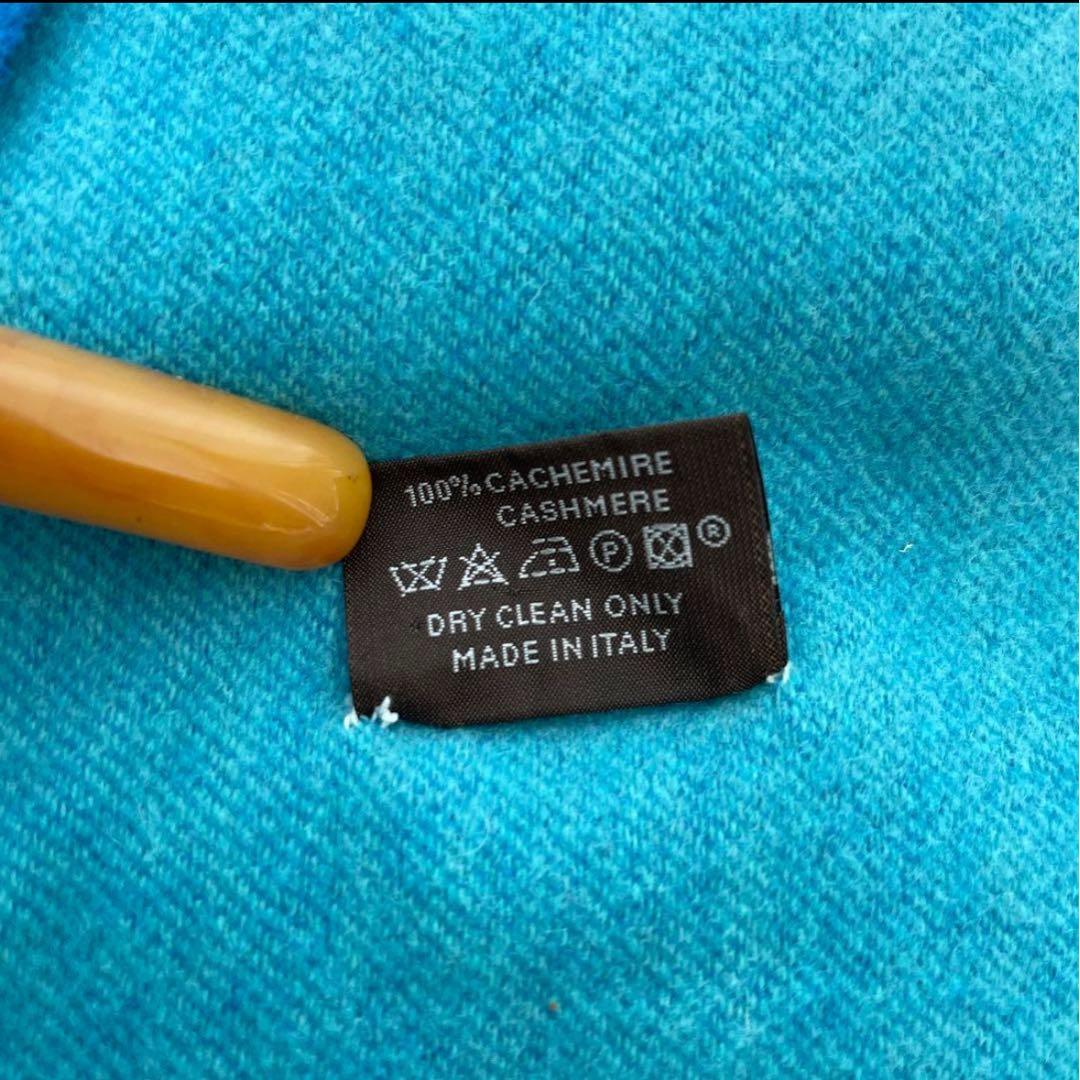 100% CACHEMIRE
CASHMERE
P ®
DRY CLEAN ONLY
MADE IN ITALY